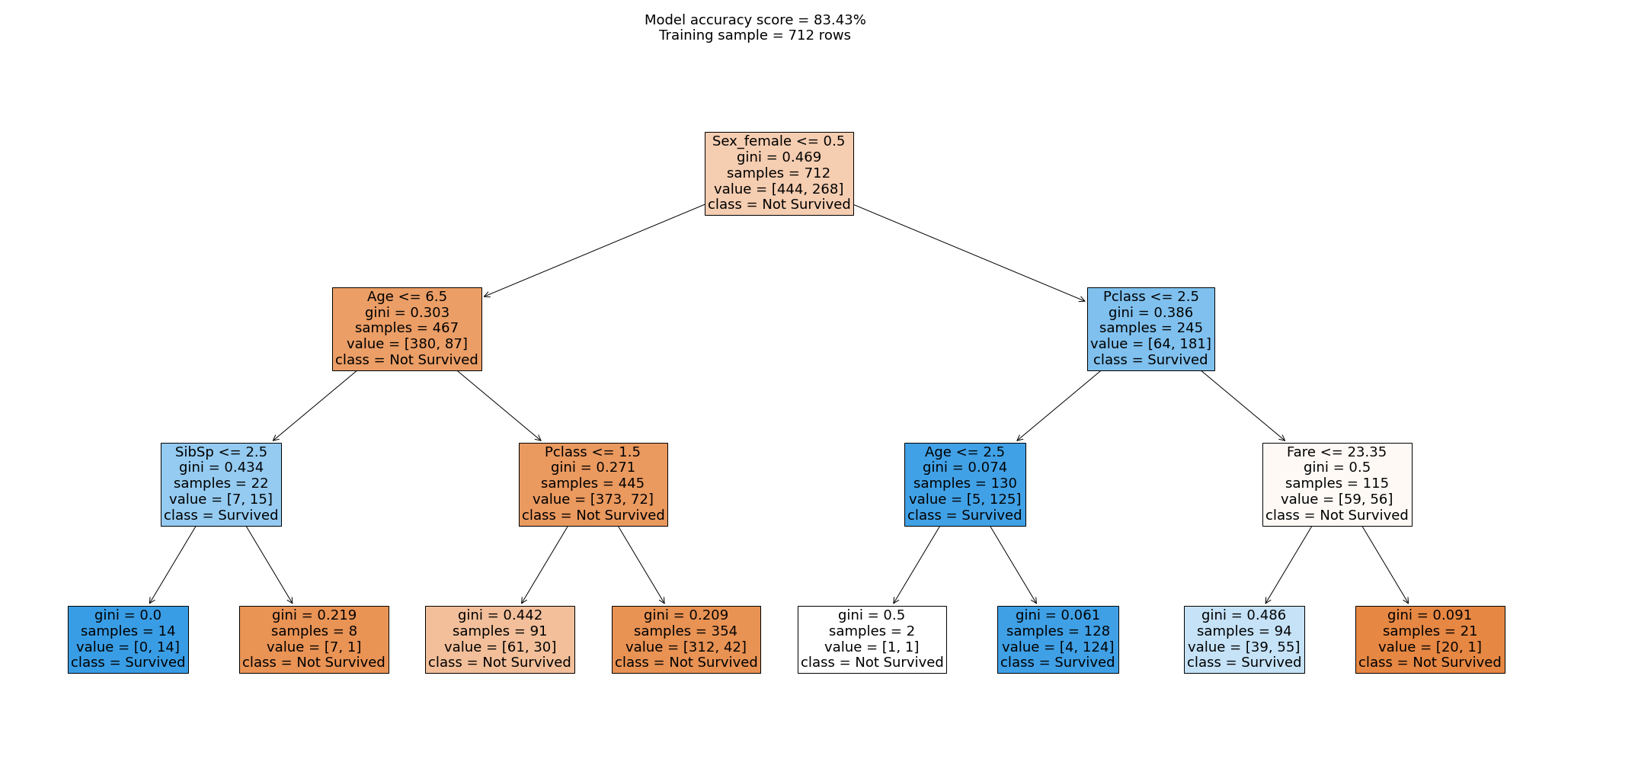 Model accuracy score = 83.43%
Training sample = 712 rows
Sex_female <= 0.5
gini = 0.469
samples = 712
value = [444, 268]
class = Not Survived
Age <= 6.5
gini = 0.303
samples = 467
value = [380, 87]
class = Not Survived
Pclass <= 2.5
gini = 0.386
samples = 245
value = [64, 181]
class = Survived
SibSp <= 2.5
gini = 0.434
samples = 22
value = [7, 15]
class = Survived
Pclass <= 1.5
gini = 0.271
samples = 445
value = [373, 72]
class = Not Survived
Age <= 2.5
gini = 0.074
samples = 130
value = [5, 125]
class = Survived
Fare <= 23.35
gini = 0.5
samples = 115
value = [59, 56]
class = Not Survived
gini = 0.0
samples = 14
value = [0, 14]
class = Survived
gini = 0.219
samples = 8
value = [7, 1]
class = Not Survived
gini = 0.442
samples = 91
value = [61, 30]
class = Not Survived
gini = 0.209
samples = 354
value = [312, 42]
class = Not Survived
gini = 0.5
samples = 2
value = [1, 1]
class = Not Survived
gini = 0.061
samples = 128
value = [4, 124]
class = Survived
gini = 0.486
samples = 94
value = [39, 55]
class = Survived
gini = 0.091
samples = 21
value = [20, 1]
class = Not Survived